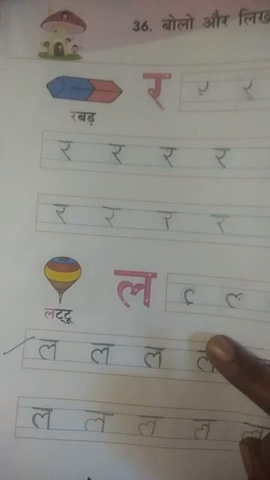 36. बोलो और लिख
र र र
रबड़
र र र र
र र र र
ल
लट्टू
ल ल ल ल
ल ल ल ल ल